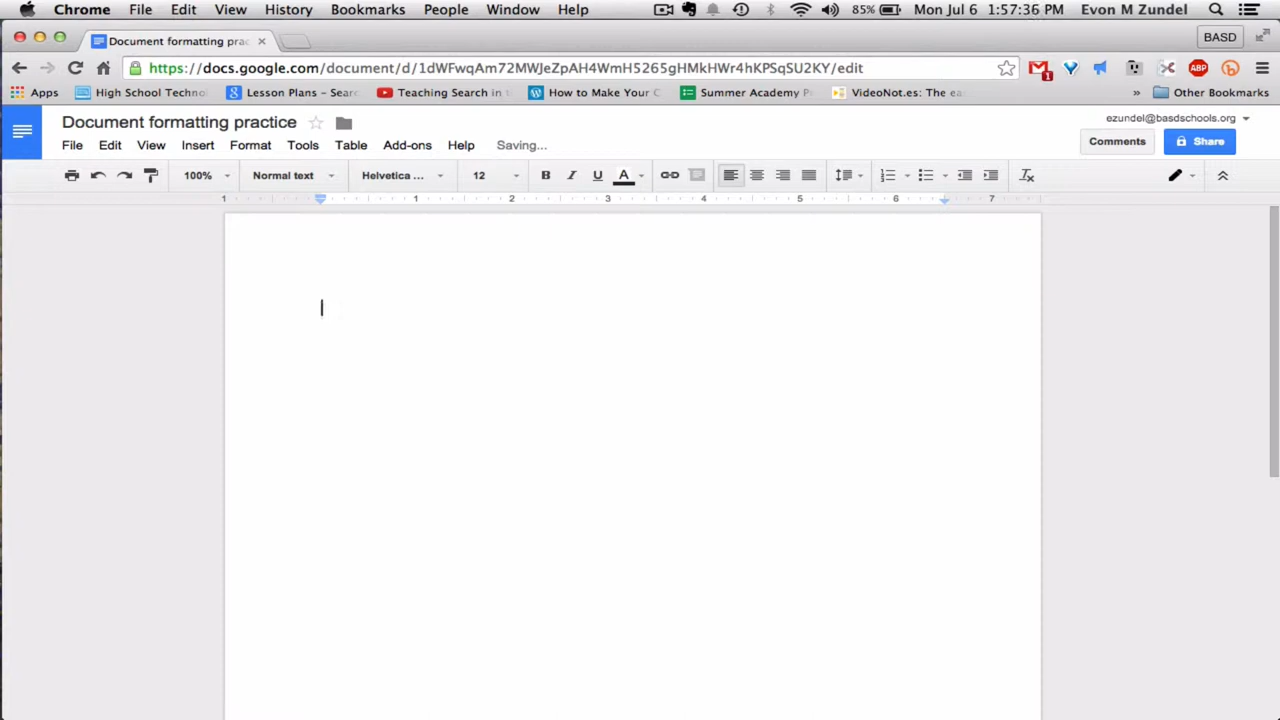 Chrome File Edit View History Bookmarks People Window Help 85% Mon Jul 6 1:57:36 PM Evon M Zundel
Document formatting prac BASD
https://docs.google.com/document/d/1dWFwqAm72MWJeZpAH4WmH5265gHMkHWr4hKPSqSU2KY/edit 1 ABP
Apps High School Techno Lesson Plans - Sear Teaching Search in t How to Make Your C Summer Academy P VideoNot.es: The ea » Other Bookmarks
Document formatting practice ezundel@basdschools.org
File Edit View Insert Format Tools Table Add-ons Help Saving... Comments Share
100% Normal text Helvetica ... 12 B I U A
1 1 2 3 4 5 6 7